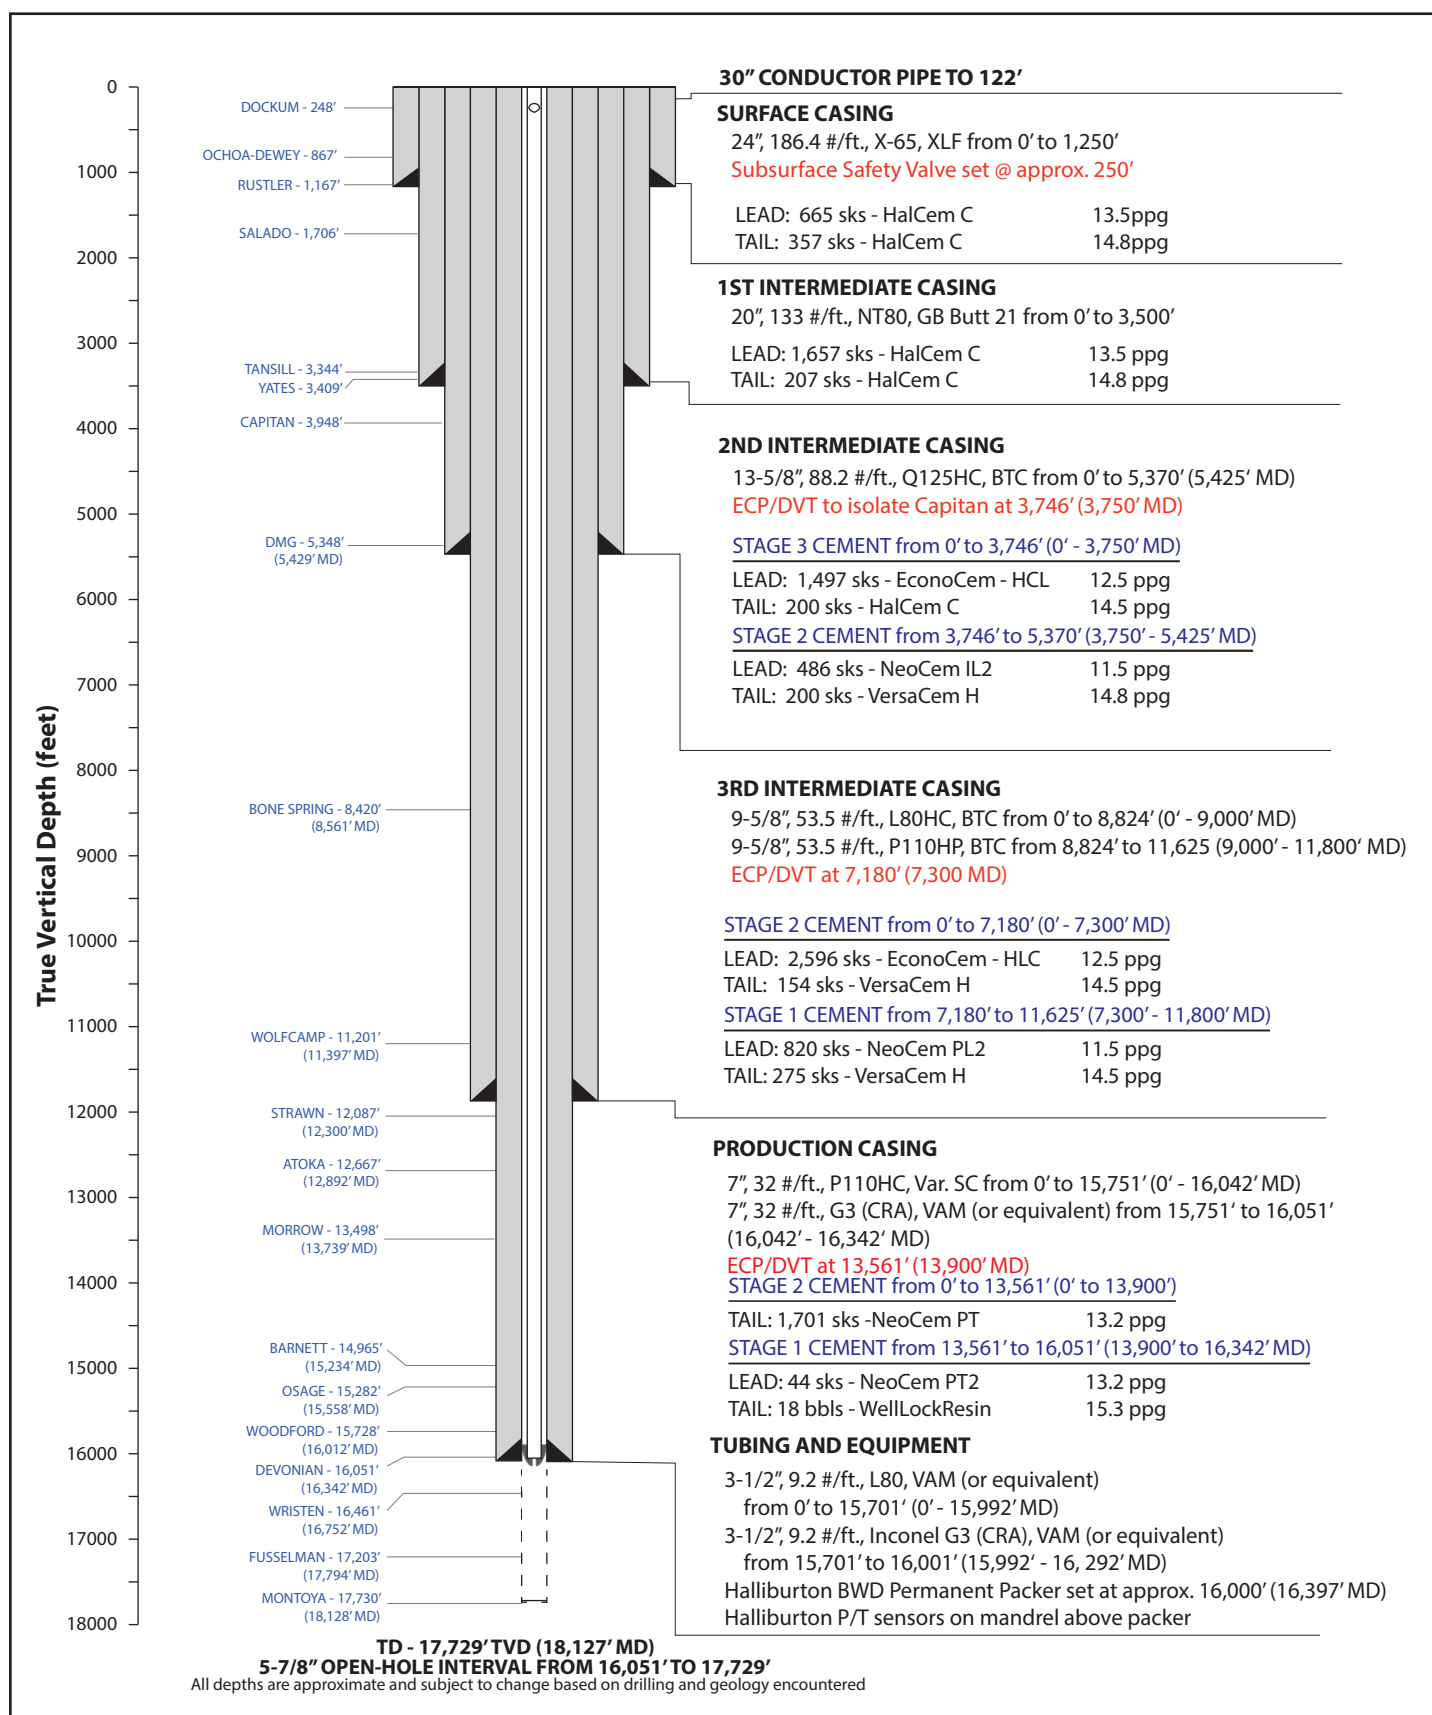 True Vertical Depth (feet)
0
1000
2000
3000
4000
5000
6000
7000
8000
9000
10000
11000
12000
13000
14000
15000
16000
17000
18000
DOCKUM - 248’
OCHOA-DEWEY - 867’
RUSTLER - 1,167’
SALADO - 1,706’
TANSILL - 3,344’
YATES - 3,409’
CAPITAN - 3,948’
DMG - 5,348’
(5,429’ MD)
BONE SPRING - 8,420’
(8,561’ MD)
WOLFCAMP - 11,201’
(11,397’ MD)
STRAWN - 12,087’
(12,300’ MD)
ATOKA - 12,667’
(12,892’ MD)
MORROW - 13,498’
(13,739’ MD)
BARNETT - 14,965’
(15,234’ MD)
OSAGE - 15,282’
(15,558’ MD)
WOODFORD - 15,728’
(16,012’ MD)
DEVONIAN - 16,051’
(16,342’ MD)
WRISTEN - 16,461’
(16,752’ MD)
FUSSELMAN - 17,203’
(17,794’ MD)
MONTOYA - 17,730’
(18,128’ MD)
30” CONDUCTOR PIPE TO 122’
SURFACE CASING
24”, 186.4 #/ft., X-65, XLF from 0’ to 1,250’
Subsurface Safety Valve set @ approx. 250’
LEAD: 665 sks - HalCem C 13.5ppg
TAIL: 357 sks - HalCem C 14.8ppg
1ST INTERMEDIATE CASING
20”, 133 #/ft., NT80, GB Butt 21 from 0’ to 3,500’
LEAD: 1,657 sks - HalCem C 13.5 ppg
TAIL: 207 sks - HalCem C 14.8 ppg
2ND INTERMEDIATE CASING
13-5/8”, 88.2 #/ft., Q125HC, BTC from 0’ to 5,370’ (5,425‘ MD)
ECP/DVT to isolate Capitan at 3,746’ (3,750’ MD)
STAGE 3 CEMENT from 0’ to 3,746’ (0‘ - 3,750’ MD)
LEAD: 1,497 sks - EconoCem - HCL 12.5 ppg
TAIL: 200 sks - HalCem C 14.5 ppg
STAGE 2 CEMENT from 3,746’ to 5,370’ (3,750’ - 5,425’ MD)
LEAD: 486 sks - NeoCem IL2 11.5 ppg
TAIL: 200 sks - VersaCem H 14.8 ppg
3RD INTERMEDIATE CASING
9-5/8”, 53.5 #/ft., L80HC, BTC from 0’ to 8,824’ (0’ - 9,000’ MD)
9-5/8”, 53.5 #/ft., P110HP, BTC from 8,824’ to 11,625 (9,000’ - 11,800‘ MD)
ECP/DVT at 7,180’ (7,300 MD)
STAGE 2 CEMENT from 0’ to 7,180’ (0’ - 7,300’ MD)
LEAD: 2,596 sks - EconoCem - HLC 12.5 ppg
TAIL: 154 sks - VersaCem H 14.5 ppg
STAGE 1 CEMENT from 7,180’ to 11,625’ (7,300’ - 11,800’ MD)
LEAD: 820 sks - NeoCem PL2 11.5 ppg
TAIL: 275 sks - VersaCem H 14.5 ppg
PRODUCTION CASING
7”, 32 #/ft., P110HC, Var. SC from 0’ to 15,751’ (0‘ - 16,042’ MD)
7”, 32 #/ft., G3 (CRA), VAM (or equivalent) from 15,751‘ to 16,051’
(16,042’ - 16,342‘ MD)
ECP/DVT at 13,561’ (13,900’ MD)
STAGE 2 CEMENT from 0’ to 13,561’ (0‘ to 13,900’)
TAIL: 1,701 sks -NeoCem PT 13.2 ppg
STAGE 1 CEMENT from 13,561’ to 16,051’ (13,900’ to 16,342’ MD)
LEAD: 44 sks - NeoCem PT2 13.2 ppg
TAIL: 18 bbls - WellLockResin 15.3 ppg
TUBING AND EQUIPMENT
3-1/2”, 9.2 #/ft., L80, VAM (or equivalent)
from 0’ to 15,701‘ (0’ - 15,992’ MD)
3-1/2”, 9.2 #/ft., Inconel G3 (CRA), VAM (or equivalent)
from 15,701’ to 16,001’ (15,992‘ - 16, 292’ MD)
Halliburton BWD Permanent Packer set at approx. 16,000’ (16,397’ MD)
Halliburton P/T sensors on mandrel above packer
TD - 17,729’ TVD (18,127’ MD)
5-7/8” OPEN-HOLE INTERVAL FROM 16,051’ TO 17,729’
All depths are approximate and subject to change based on drilling and geology encountered